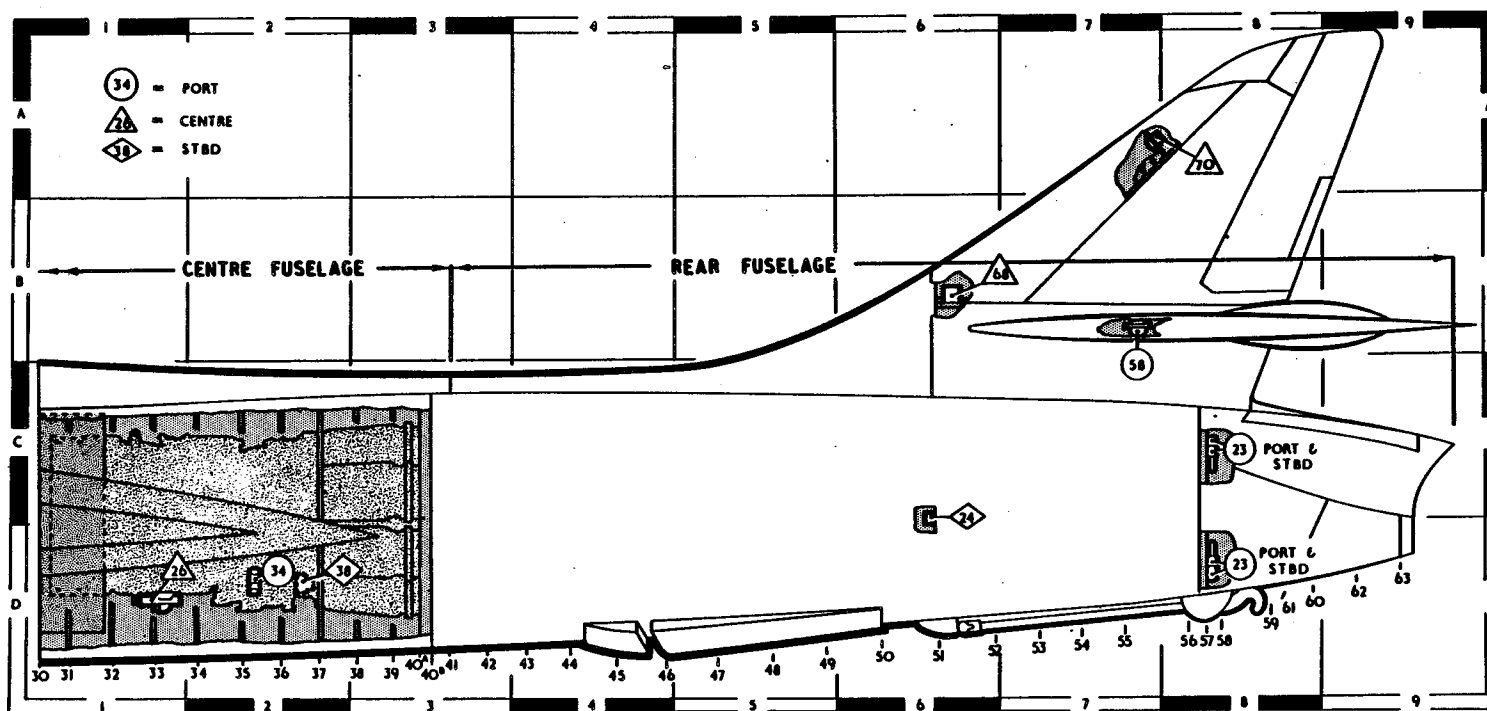 1 2 3 4 5 6 7 8 9
A
34 = PORT
26 = CENTRE
38 = STBD
70
B
CENTRE FUSELAGE
REAR FUSELAGE
68
58
C
23 PORT & STBD
24
D
26 34 38
23 PORT & STBD
30 31 32 33 34 35 36 37 38 39 40A 40B 41 42 43 44 45 46 47 48 49 50 51 52 53 54 55 56 57 58 59 61 60 62 63
1 2 3 4 5 6 7 8 9